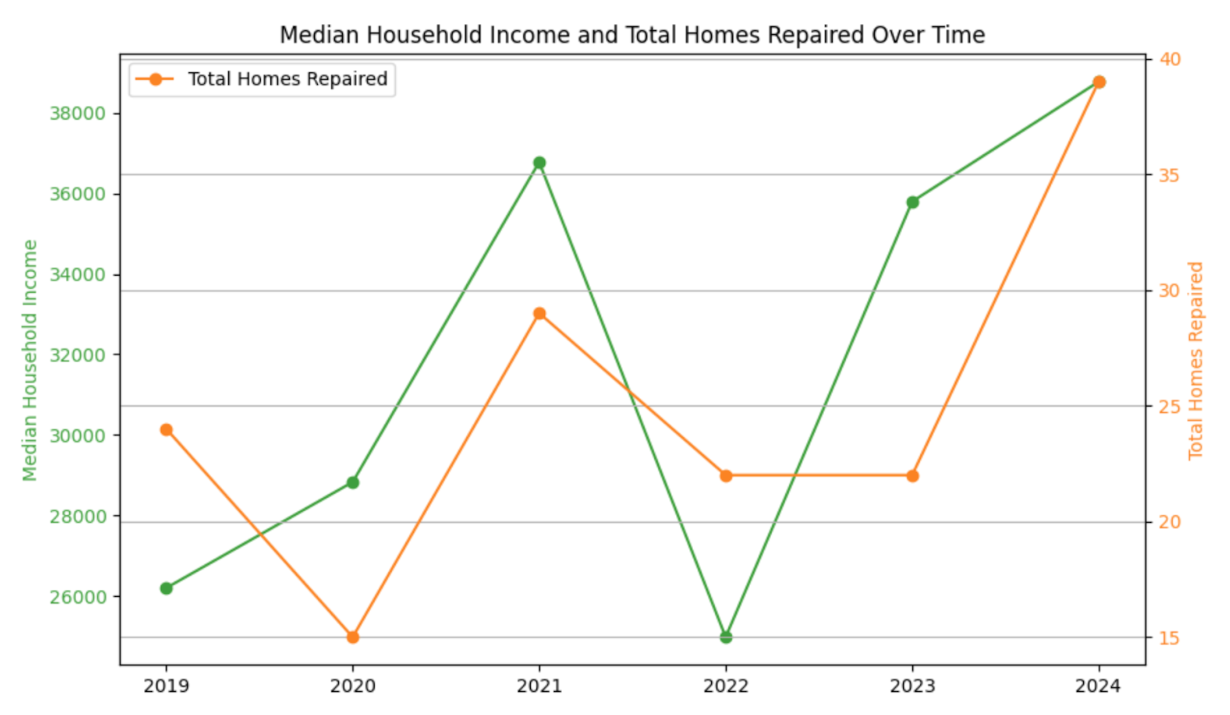 Median Household Income and Total Homes Repaired Over Time
Total Homes Repaired
Median Household Income
38000
36000
34000
32000
30000
28000
26000
40
35
30
25
20
15
Total Homes Repaired
2019 2020 2021 2022 2023 2024